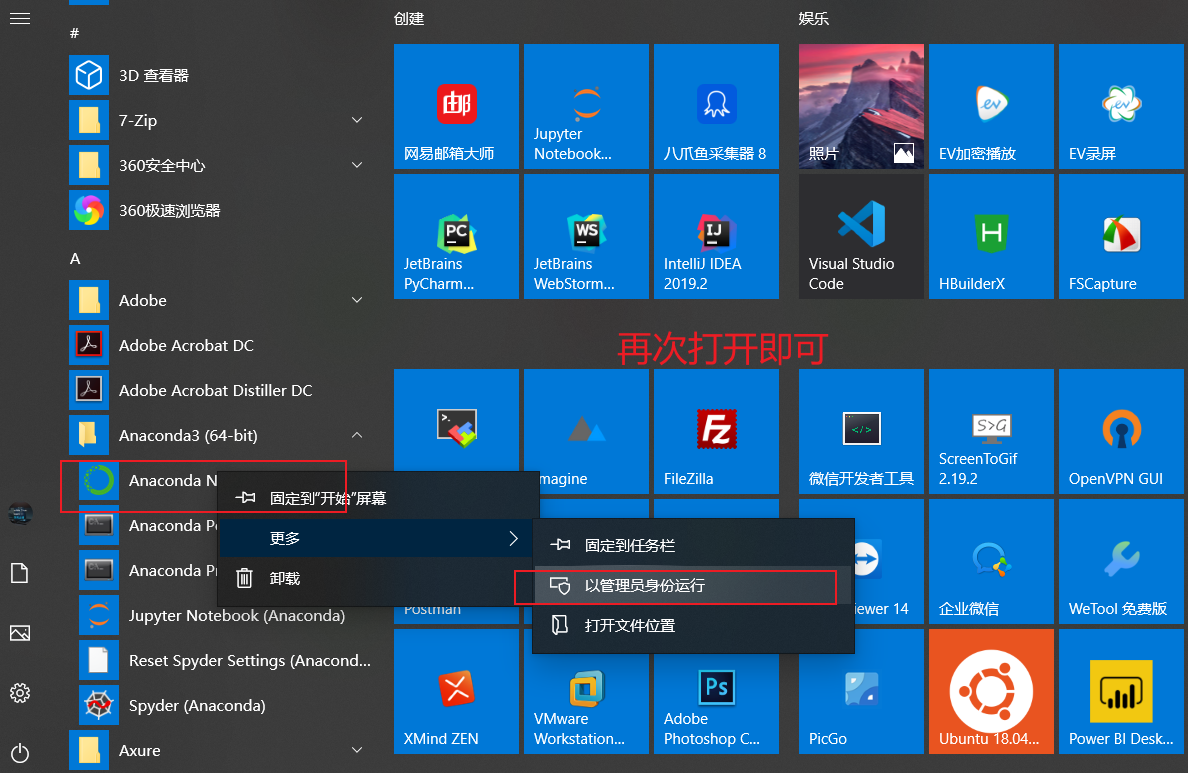 #
3D 查看器
7-Zip
360安全中心
360极速浏览器
A
Adobe
Adobe Acrobat DC
Adobe Acrobat Distiller DC
Anaconda3 (64-bit)
Anaconda N
Anaconda Po
Anaconda Pr
Jupyter Notebook (Anaconda)
Reset Spyder Settings (Anacond...
Spyder (Anaconda)
Axure
固定到"开始"屏幕
更多
卸载
固定到任务栏
以管理员身份运行
打开文件位置
创建
网易邮箱大师
Jupyter
Notebook...
八爪鱼采集器 8
JetBrains
PyCharm...
JetBrains
WebStorm...
IntelliJ IDEA
2019.2
娱乐
照片
EV加密播放
EV录屏
Visual Studio
Code
HBuilderX
FSCapture
再次打开即可
magine
FileZilla
微信开发者工具
ScreenToGif
2.19.2
OpenVPN GUI
Postman
iewer 14
企业微信
WeTool 免费版
XMind ZEN
VMware
Workstation...
Adobe
Photoshop C...
PicGo
Ubuntu 18.04...
Power BI Desk...